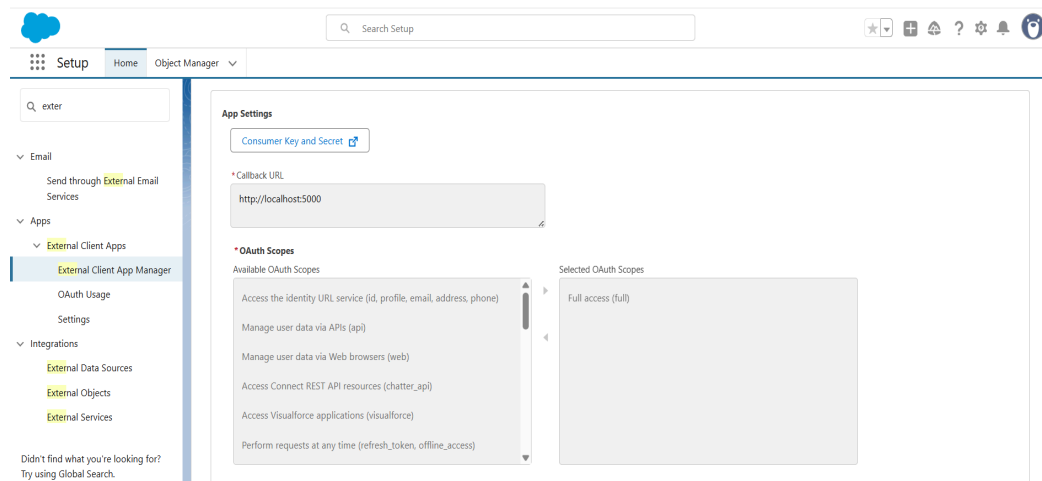 Search Setup
Setup
Home
Object Manager
exter
Email
Send through External Email
Services
Apps
External Client Apps
External Client App Manager
OAuth Usage
Settings
Integrations
External Data Sources
External Objects
External Services
Didn't find what you're looking for?
Try using Global Search.
App Settings
Consumer Key and Secret
*Callback URL
http://localhost:5000
*OAuth Scopes
Available OAuth Scopes
Access the identity URL service (id, profile, email, address, phone)
Manage user data via APIs (api)
Manage user data via Web browsers (web)
Access Connect REST API resources (chatter_api)
Access Visualforce applications (visualforce)
Perform requests at any time (refresh_token, offline_access)
Selected OAuth Scopes
Full access (full)